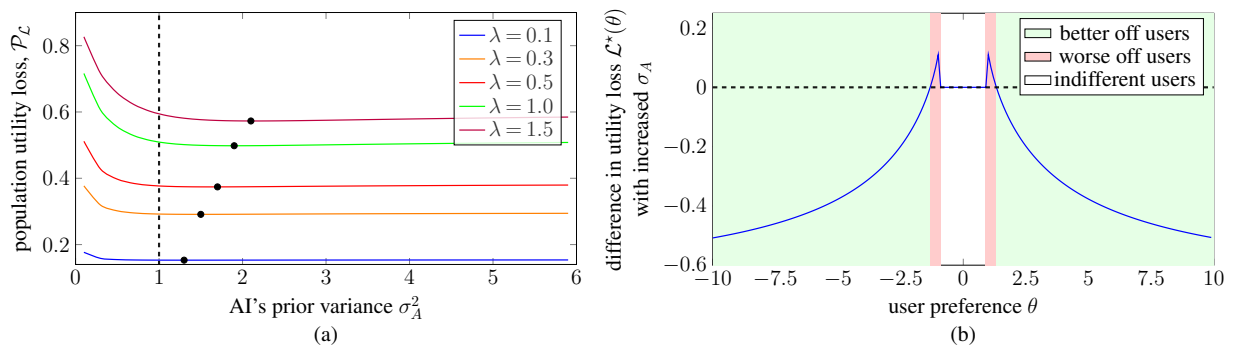 population utility loss, 𝒫_ℒ
0.8
0.6
0.4
0.2
0
1
2
3
4
5
6
AI's prior variance σ_A^2
λ = 0.1
λ = 0.3
λ = 0.5
λ = 1.0
λ = 1.5
(a)
difference in utility loss ℒ*(θ)
with increased σ_A
0.2
0
−0.2
−0.4
−0.6
−10
−7.5
−5
−2.5
0
2.5
5
7.5
10
user preference θ
better off users
worse off users
indifferent users
(b)